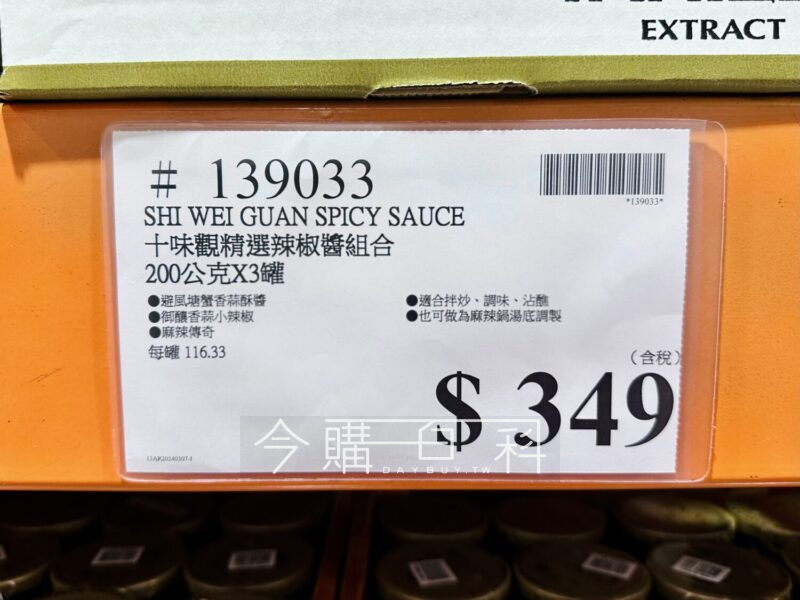 EXTRACT
# 139033
*139033*
SHI WEI GUAN SPICY SAUCE
十味觀精選辣椒醬組合
200公克X3罐
●避風塘蟹香蒜酥醬
●御釀香蒜小辣椒
●麻辣傳奇
●適合拌炒、調味、沾醮
●也可做為麻辣鍋湯底調製
每罐 116.33
（含稅）
$ 349
今購百科
DAYBUY.TW